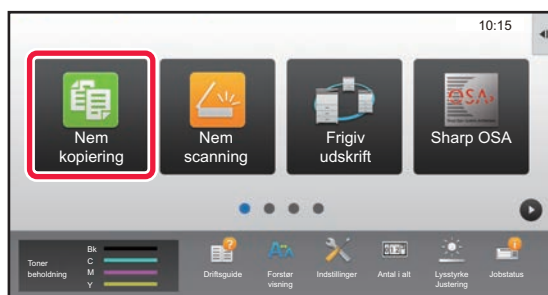 10:15
Nem
kopiering
Nem
scanning
Frigiv
udskrift
OSA
Sharp OSA
Toner
beholdning
Bk
C
M
Y
Driftsguide
Forstør
visning
Indstillinger
Antal i alt
Lysstyrke
Justering
Jobstatus